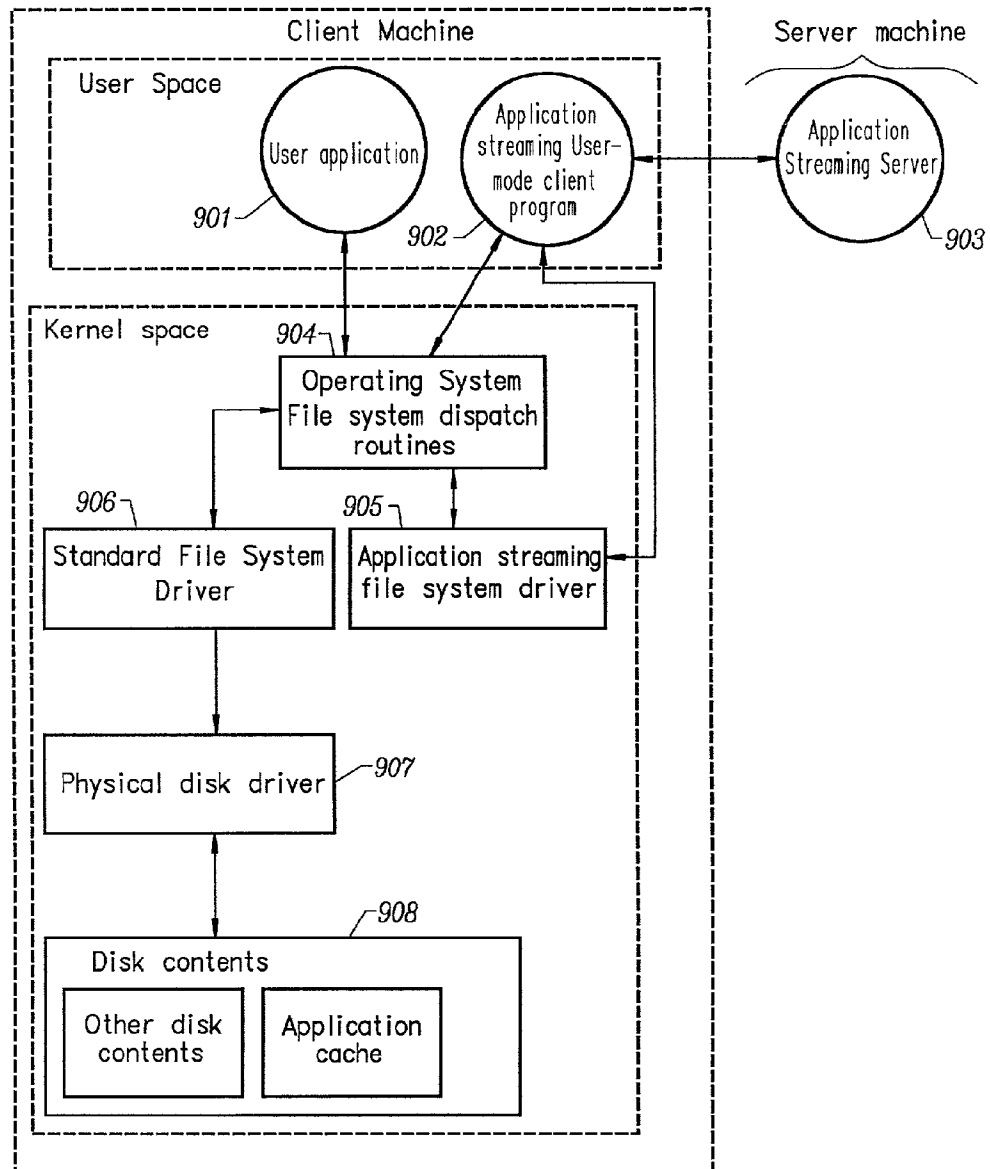 Client Machine
Server machine
User Space
User application
Application
streaming User-
mode client
program
Application
Streaming Server
901
902
903
Kernel space
904
Operating System
File system dispatch
routines
906
905
Standard File System
Driver
Application streaming
file system driver
Physical disk driver
907
908
Disk contents
Other disk
contents
Application
cache